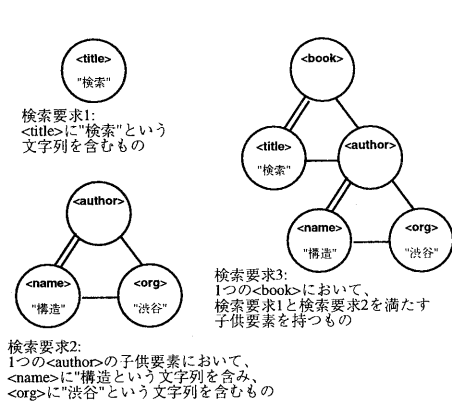 <title>
"検索"
検索要求1:
<title>に"検索"という
文字列を含むもの
<author>
<name>
"構造"
<org>
"渋谷"
検索要求2:
1つの<author>の子供要素において、
<name>に"構造という文字列を含み、
<org>に"渋谷"という文字列を含むもの
<book>
<title>
"検索"
<author>
<name>
"構造"
<org>
"渋谷"
検索要求3:
1つの<book>において、
検索要求1と検索要求2を満たす
子供要素を持つもの